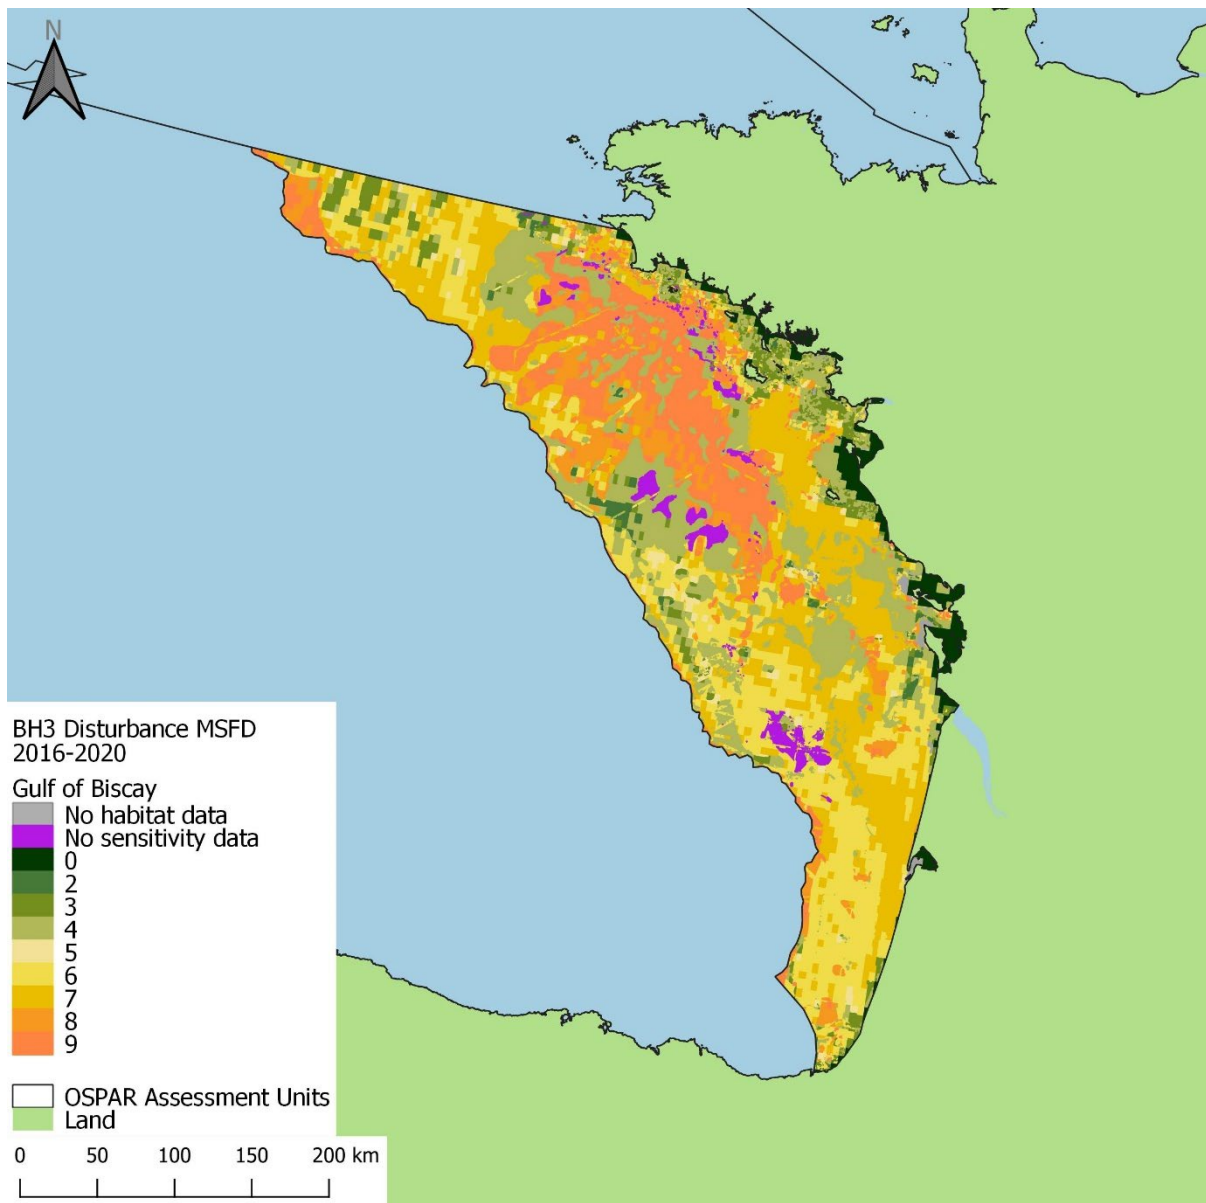 N
BH3 Disturbance MSFD
2016-2020
Gulf of Biscay
No habitat data
No sensitivity data
0
2
3
4
5
6
7
8
9
OSPAR Assessment Units
Land
0 50 100 150 200 km